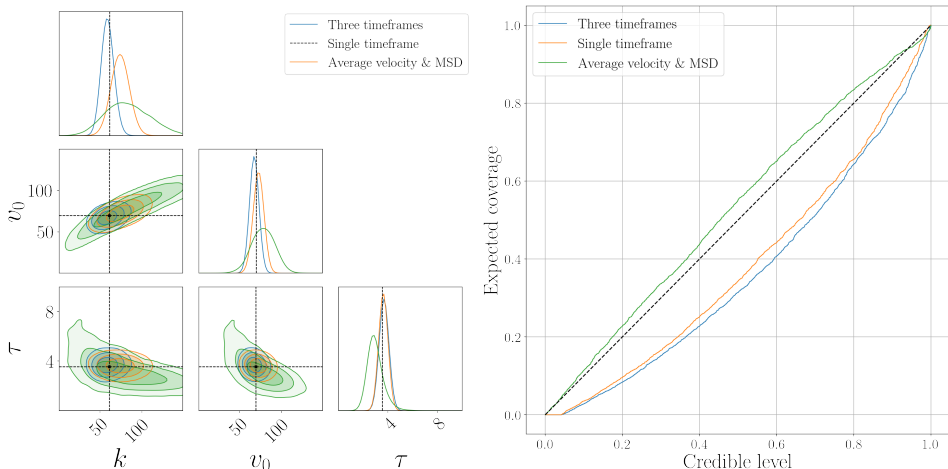 Three timeframes
Single timeframe
Average velocity & MSD
100
50
v₀
8
4
τ
50
100
k
50
100
v₀
4
8
τ
Three timeframes
Single timeframe
Average velocity & MSD
1.0
0.8
0.6
0.4
0.2
0.0
Expected coverage
0.0
0.2
0.4
0.6
0.8
1.0
Credible level